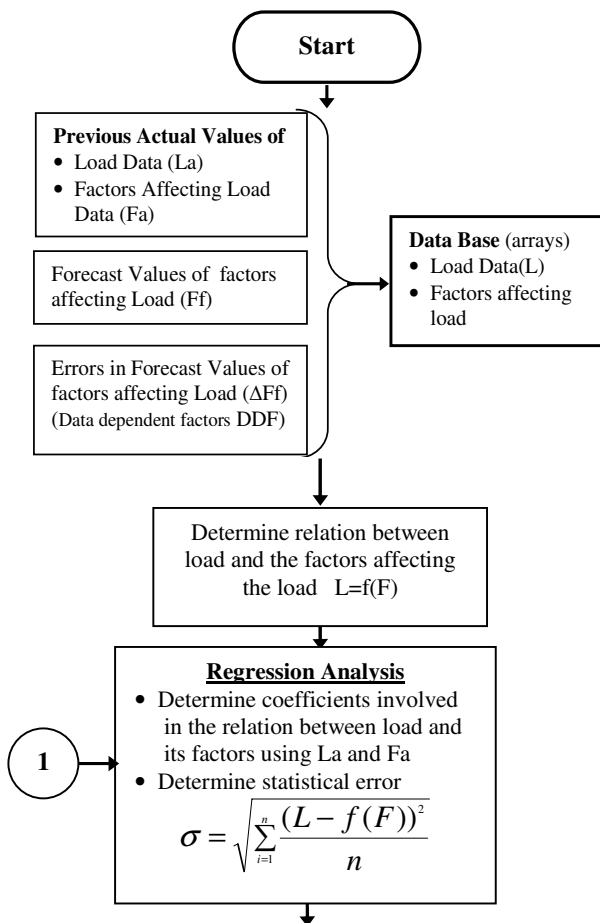 Start
Previous Actual Values of
• Load Data (La)
• Factors Affecting Load
Data (Fa)
Forecast Values of factors
affecting Load (Ff)
Errors in Forecast Values of
factors affecting Load (ΔFf)
(Data dependent factors DDF)
Data Base (arrays)
• Load Data(L)
• Factors affecting
load
Determine relation between
load and the factors affecting
the load L=f(F)
1
Regression Analysis
• Determine coefficients involved
in the relation between load and
its factors using La and Fa
• Determine statistical error
σ = √(∑_{i=1}^{n} (L − f(F))² / n)